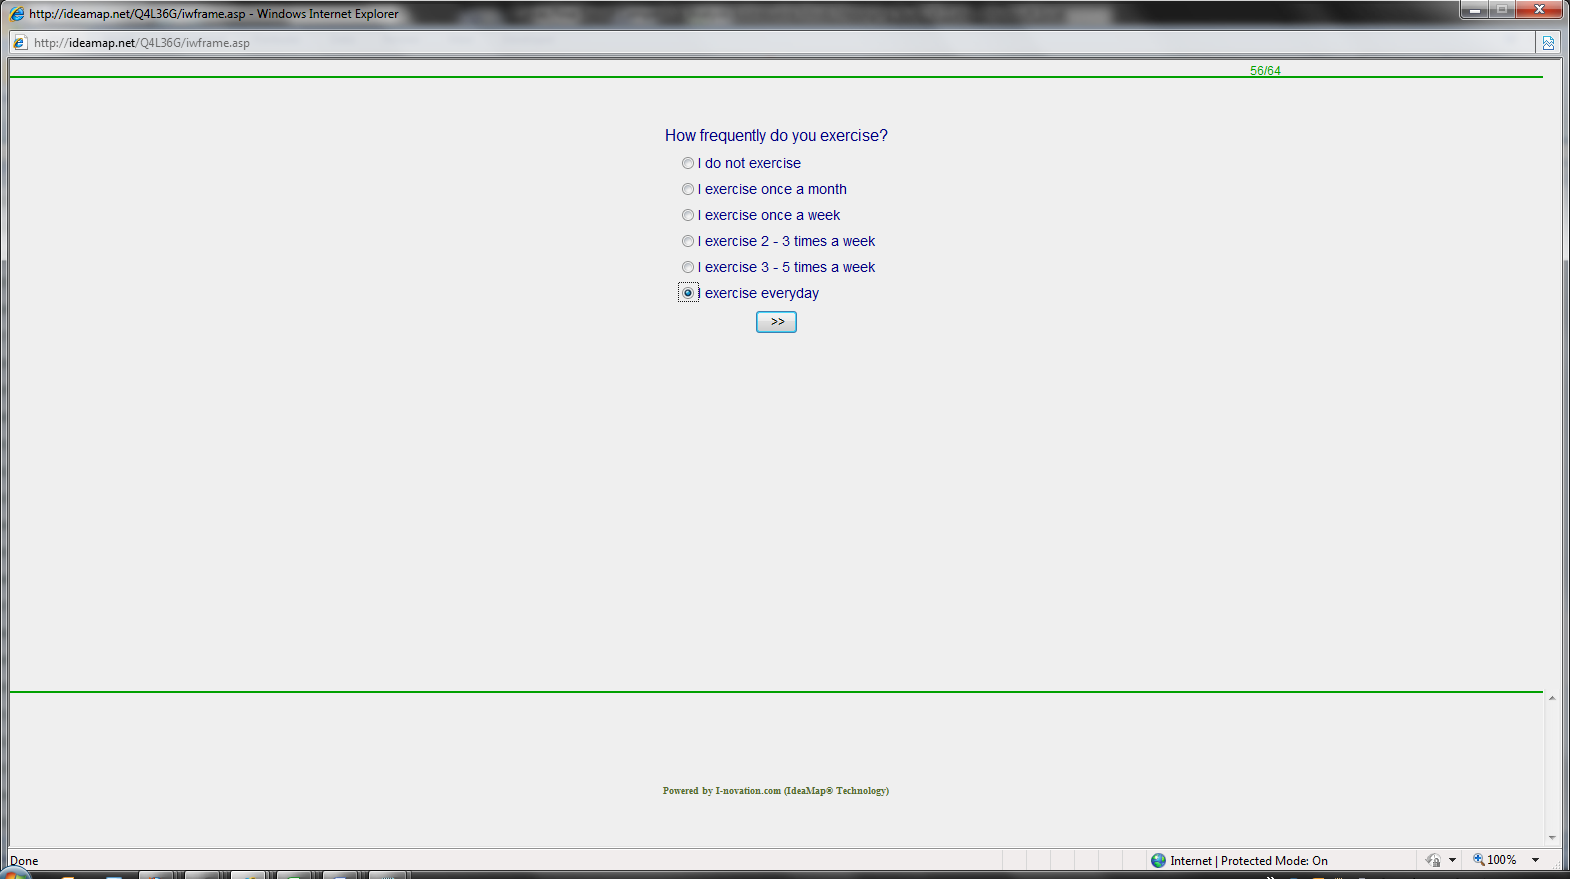 http://ideamap.net/Q4L36G/iwframe.asp - Windows Internet Explorer
http://ideamap.net/Q4L36G/iwframe.asp
56/64
How frequently do you exercise?
I do not exercise
I exercise once a month
I exercise once a week
I exercise 2 - 3 times a week
I exercise 3 - 5 times a week
I exercise everyday
>>
Powered by I-novation.com (IdeaMap® Technology)
Done
Internet | Protected Mode: On
100%